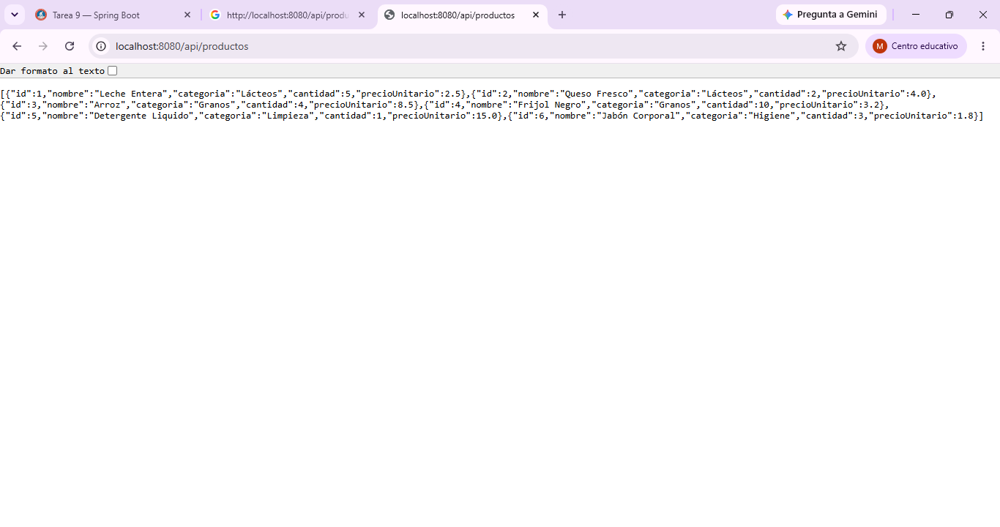 Tarea 9 — Spring Boot
http://localhost:8080/api/produ
localhost:8080/api/productos
Pregunta a Gemini
localhost:8080/api/productos
M
Centro educativo
Dar formato al texto
[{"id":1,"nombre":"Leche Entera","categoria":"Lácteos","cantidad":5,"precioUnitario":2.5},{"id":2,"nombre":"Queso Fresco","categoria":"Lácteos","cantidad":2,"precioUnitario":4.0},
{"id":3,"nombre":"Arroz","categoria":"Granos","cantidad":4,"precioUnitario":8.5},{"id":4,"nombre":"Frijol Negro","categoria":"Granos","cantidad":10,"precioUnitario":3.2},
{"id":5,"nombre":"Detergente Liquido","categoria":"Limpieza","cantidad":1,"precioUnitario":15.0},{"id":6,"nombre":"Jabón Corporal","categoria":"Higiene","cantidad":3,"precioUnitario":1.8}]